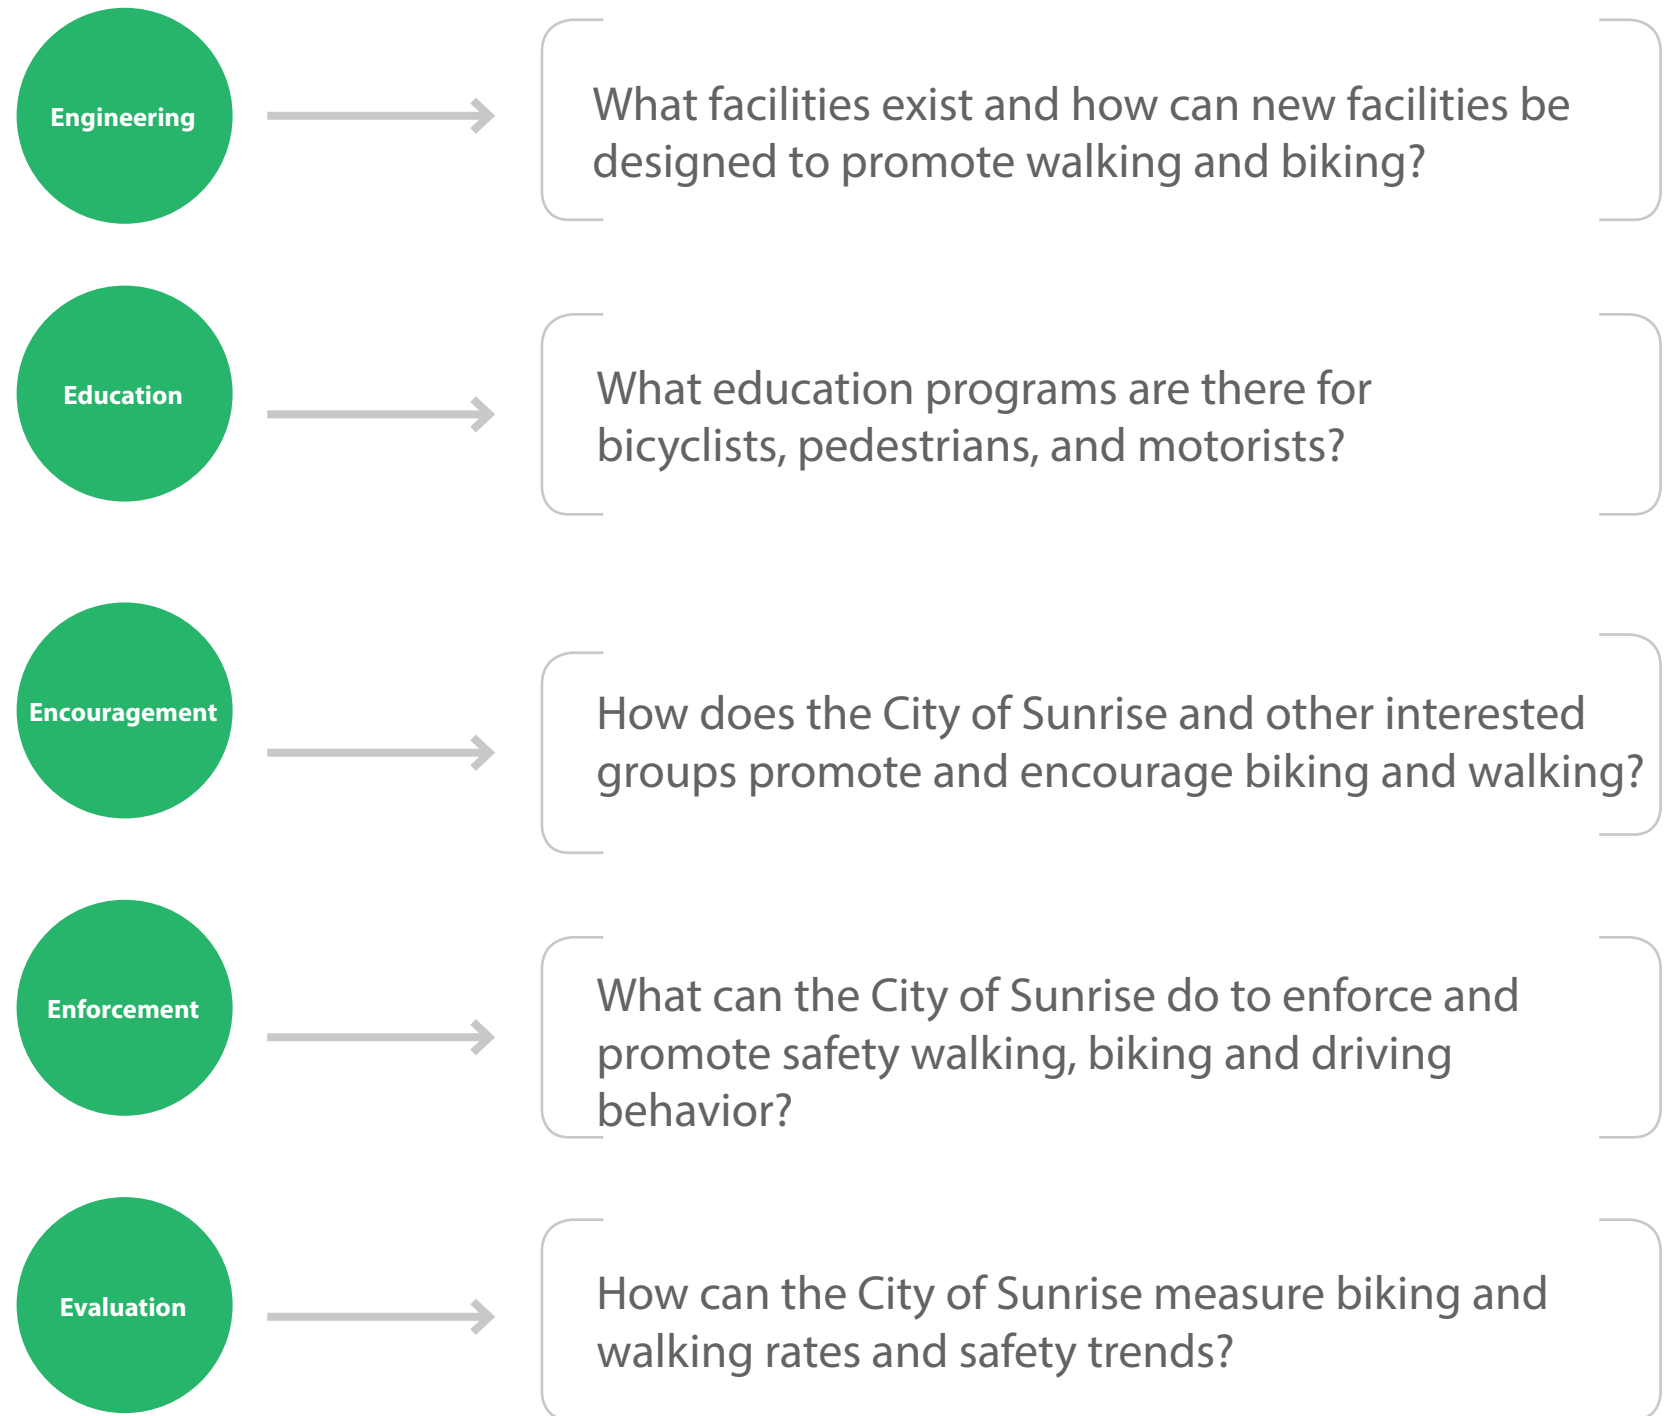 Engineering
What facilities exist and how can new facilities be
designed to promote walking and biking?
Education
What education programs are there for
bicyclists, pedestrians, and motorists?
Encouragement
How does the City of Sunrise and other interested
groups promote and encourage biking and walking?
Enforcement
What can the City of Sunrise do to enforce and
promote safety walking, biking and driving
behavior?
Evaluation
How can the City of Sunrise measure biking and
walking rates and safety trends?